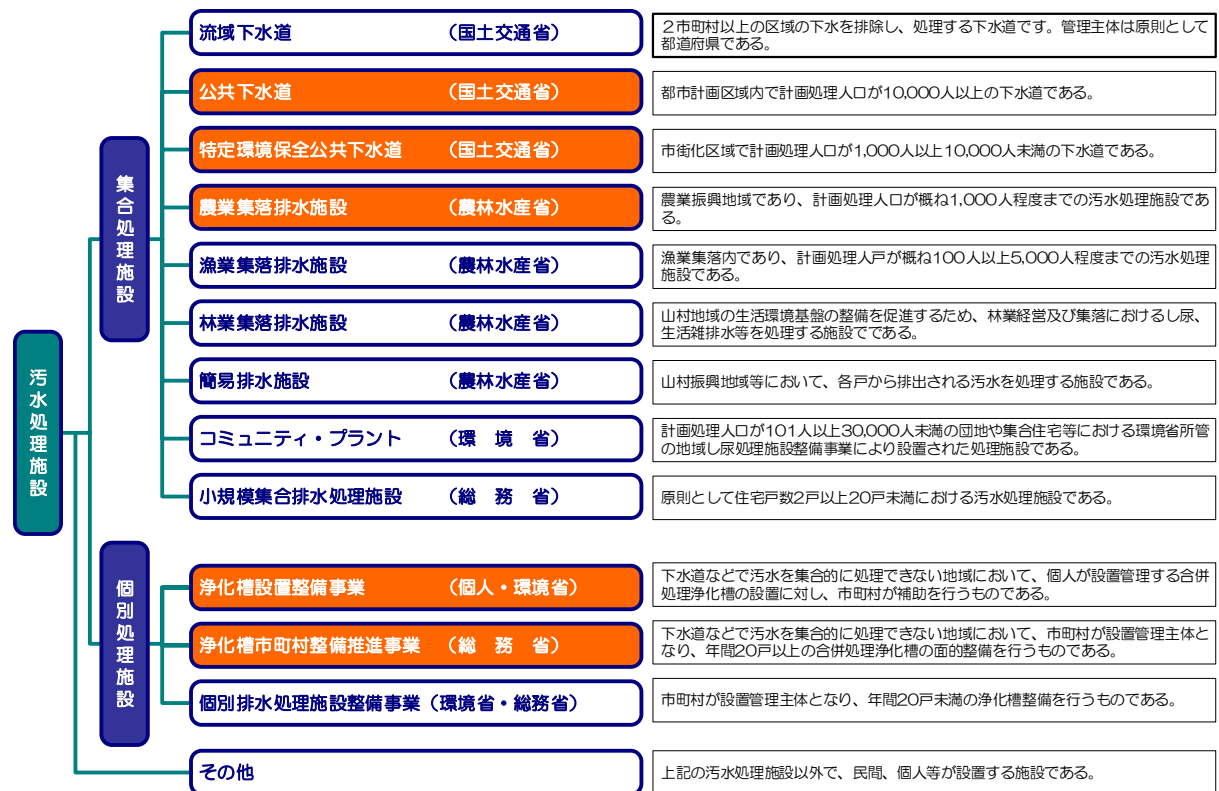 汚水処理施設
集合処理施設
流域下水道　（国土交通省）
２市町村以上の区域の下水を排除し、処理する下水道です。管理主体は原則として
都道府県である。
公共下水道　（国土交通省）
都市計画区域内で計画処理人口が10,000人以上の下水道である。
特定環境保全公共下水道　（国土交通省）
市街化区域で計画処理人口が1,000人以上10,000人未満の下水道である。
農業集落排水施設　（農林水産省）
農業振興地域であり、計画処理人口が概ね1,000人程度までの汚水処理施設であ
る。
漁業集落排水施設　（農林水産省）
漁業集落内であり、計画処理人戸が概ね100人以上5,000人程度までの汚水処理
施設である。
林業集落排水施設　（農林水産省）
山村地域の生活環境基盤の整備を促進するため、林業経営及び集落におけるし尿、
生活雑排水等を処理する施設でである。
簡易排水施設　（農林水産省）
山村振興地域等において、各戸から排出される汚水を処理する施設である。
コミュニティ・プラント　（環　境　省）
計画処理人口が101人以上30,000人未満の団地や集合住宅等における環境省所管
の地域し尿処理施設整備事業により設置された処理施設である。
小規模集合排水処理施設　（総　務　省）
原則として住宅戸数2戸以上20戸未満における汚水処理施設である。
個別処理施設
浄化槽設置整備事業　（個人・環境省）
下水道などで汚水を集合的に処理できない地域において、個人が設置管理する合併
処理浄化槽の設置に対し、市町村が補助を行うものである。
浄化槽市町村整備推進事業　（総　務　省）
下水道などで汚水を集合的に処理できない地域において、市町村が設置管理主体と
なり、年間20戸以上の合併処理浄化槽の面的整備を行うものである。
個別排水処理施設整備事業（環境省・総務省）
市町村が設置管理主体となり、年間20戸未満の浄化槽整備を行うものである。
その他
上記の汚水処理施設以外で、民間、個人等が設置する施設である。